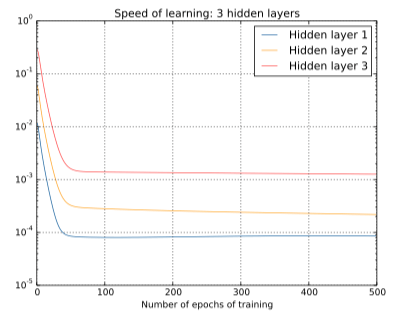 Speed of learning: 3 hidden layers
10^0
Hidden layer 1
Hidden layer 2
Hidden layer 3
10^-1
10^-2
10^-3
10^-4
10^-5
0 100 200 300 400 500
Number of epochs of training